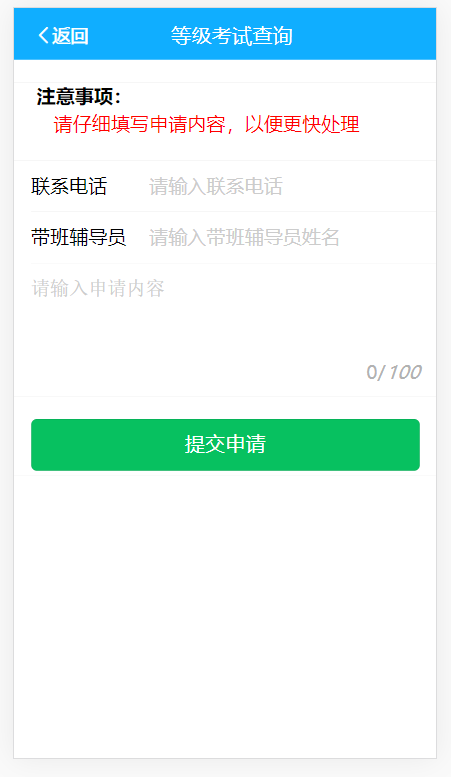 返回 等级考试查询
注意事项：
请仔细填写申请内容，以便更快处理
联系电话 请输入联系电话
带班辅导员 请输入带班辅导员姓名
请输入申请内容
0/100
提交申请